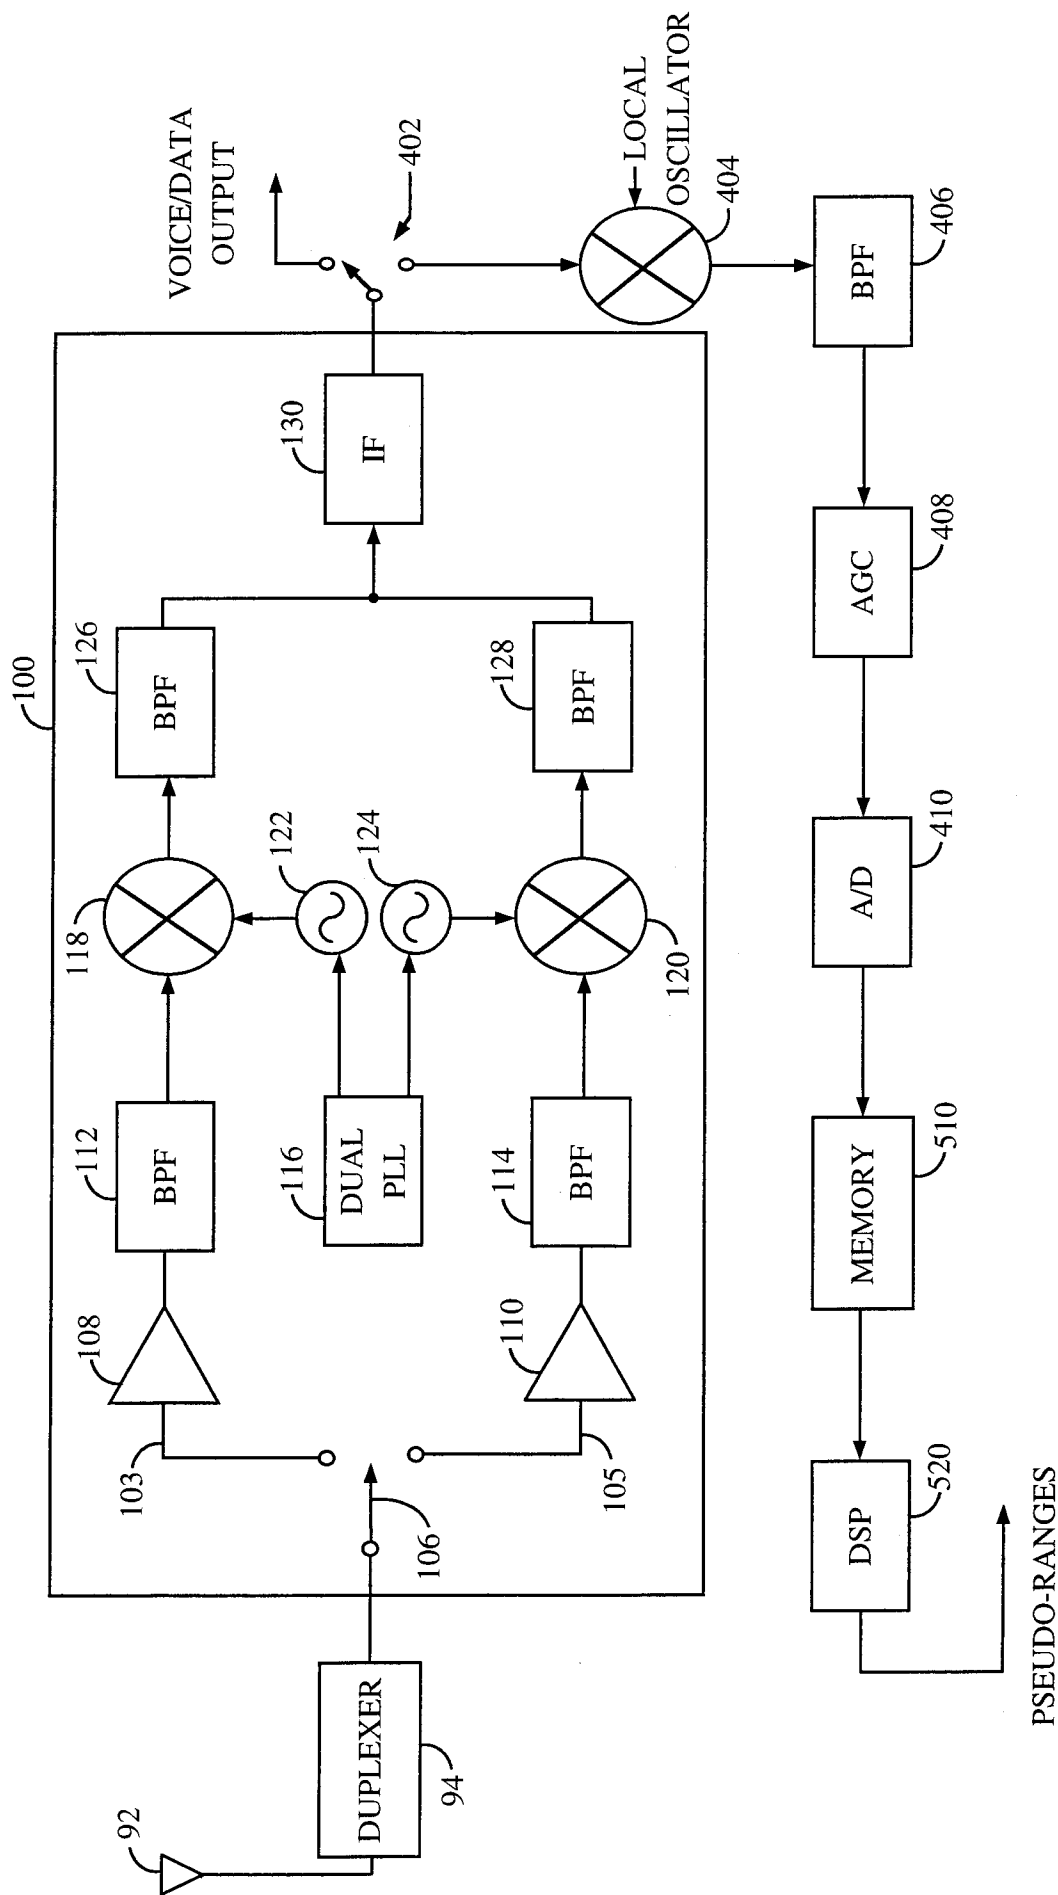 92
DUPLEXER
94
100
106
103
105
108
110
112
BPF
114
BPF
116
DUAL
PLL
118
120
122
124
126
BPF
128
BPF
130
IF
VOICE/DATA
OUTPUT
402
LOCAL
OSCILLATOR
404
BPF
406
AGC
408
A/D
410
MEMORY
510
DSP
520
PSEUDO-RANGES